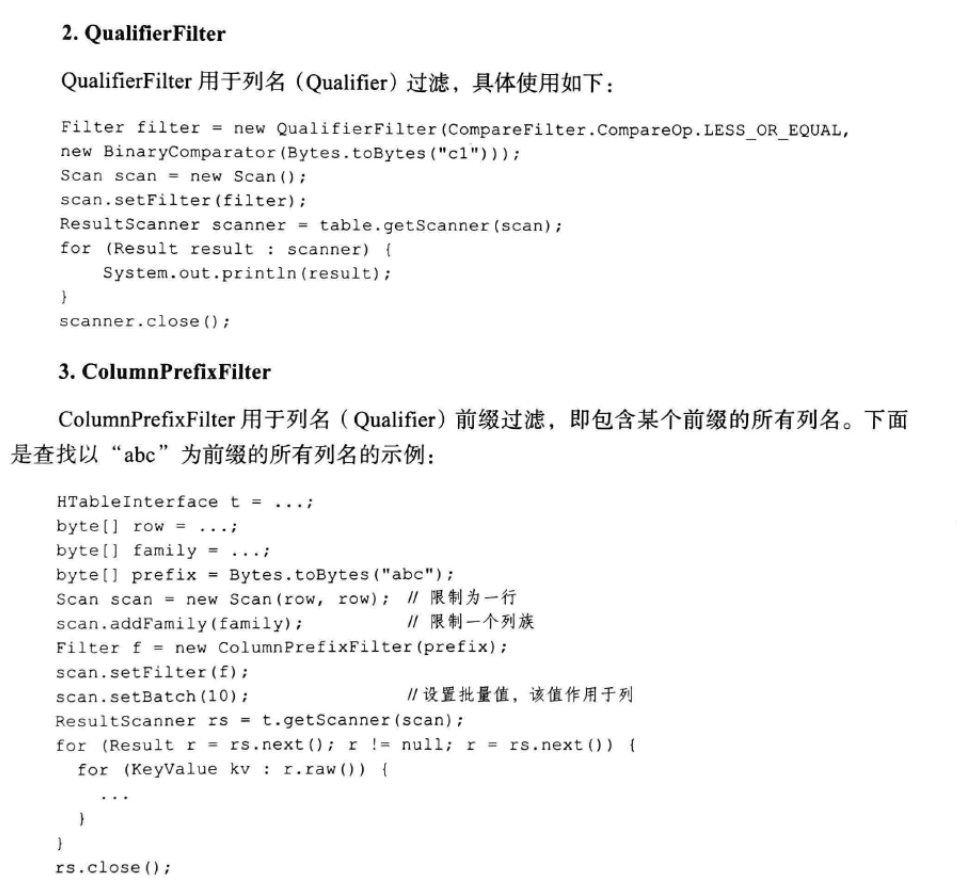 2. QualifierFilter
QualifierFilter 用于列名（Qualifier）过滤，具体使用如下：
Filter filter = new QualifierFilter(CompareFilter.CompareOp.LESS_OR_EQUAL,
new BinaryComparator(Bytes.toBytes("c1")));
Scan scan = new Scan();
scan.setFilter(filter);
ResultScanner scanner = table.getScanner(scan);
for (Result result : scanner) {
    System.out.println(result);
}
scanner.close();
3. ColumnPrefixFilter
ColumnPrefixFilter 用于列名（Qualifier）前缀过滤，即包含某个前缀的所有列名。下面
是查找以“abc”为前缀的所有列名的示例：
HTableInterface t = ...;
byte[] row = ...;
byte[] family = ...;
byte[] prefix = Bytes.toBytes("abc");
Scan scan = new Scan(row, row); // 限制为一行
scan.addFamily(family); // 限制一个列族
Filter f = new ColumnPrefixFilter(prefix);
scan.setFilter(f);
scan.setBatch(10); // 设置批量值，该值作用于列
ResultScanner rs = t.getScanner(scan);
for (Result r = rs.next(); r != null; r = rs.next()) {
  for (KeyValue kv : r.raw()) {
    ...
  }
}
rs.close();